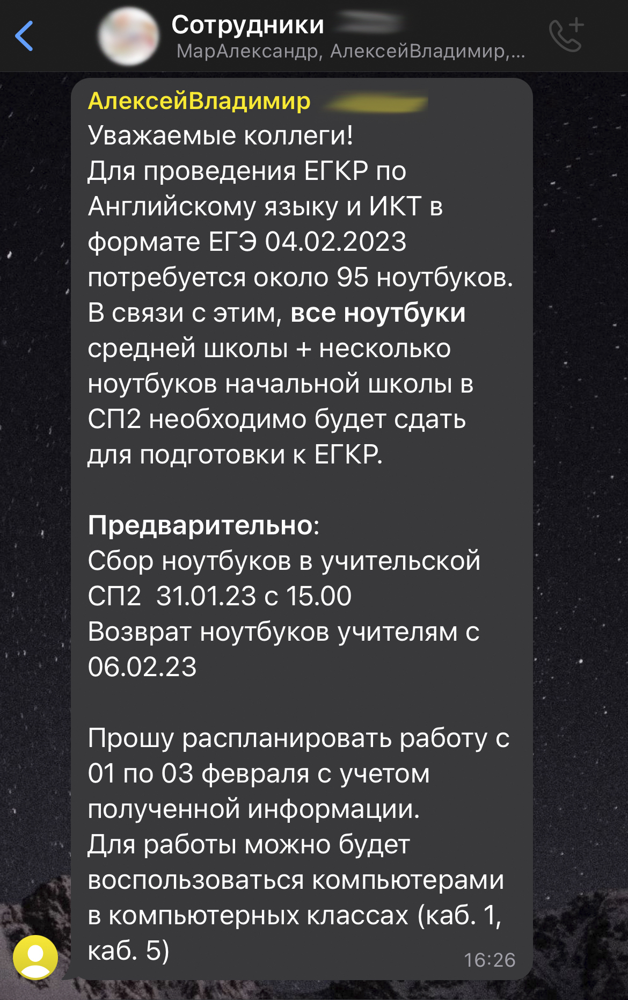 Сотрудники
МарАлександр, АлексейВладимир,...
АлексейВладимир
Уважаемые коллеги!
Для проведения ЕГКР по
Английскому языку и ИКТ в
формате ЕГЭ 04.02.2023
потребуется около 95 ноутбуков.
В связи с этим, все ноутбуки
средней школы + несколько
ноутбуков начальной школы в
СП2 необходимо будет сдать
для подготовки к ЕГКР.
Предварительно:
Сбор ноутбуков в учительской
СП2  31.01.23 с 15.00
Возврат ноутбуков учителям с
06.02.23
Прошу распланировать работу с
01 по 03 февраля с учетом
полученной информации.
Для работы можно будет
воспользоваться компьютерами
в компьютерных классах (каб. 1,
каб. 5)
16:26